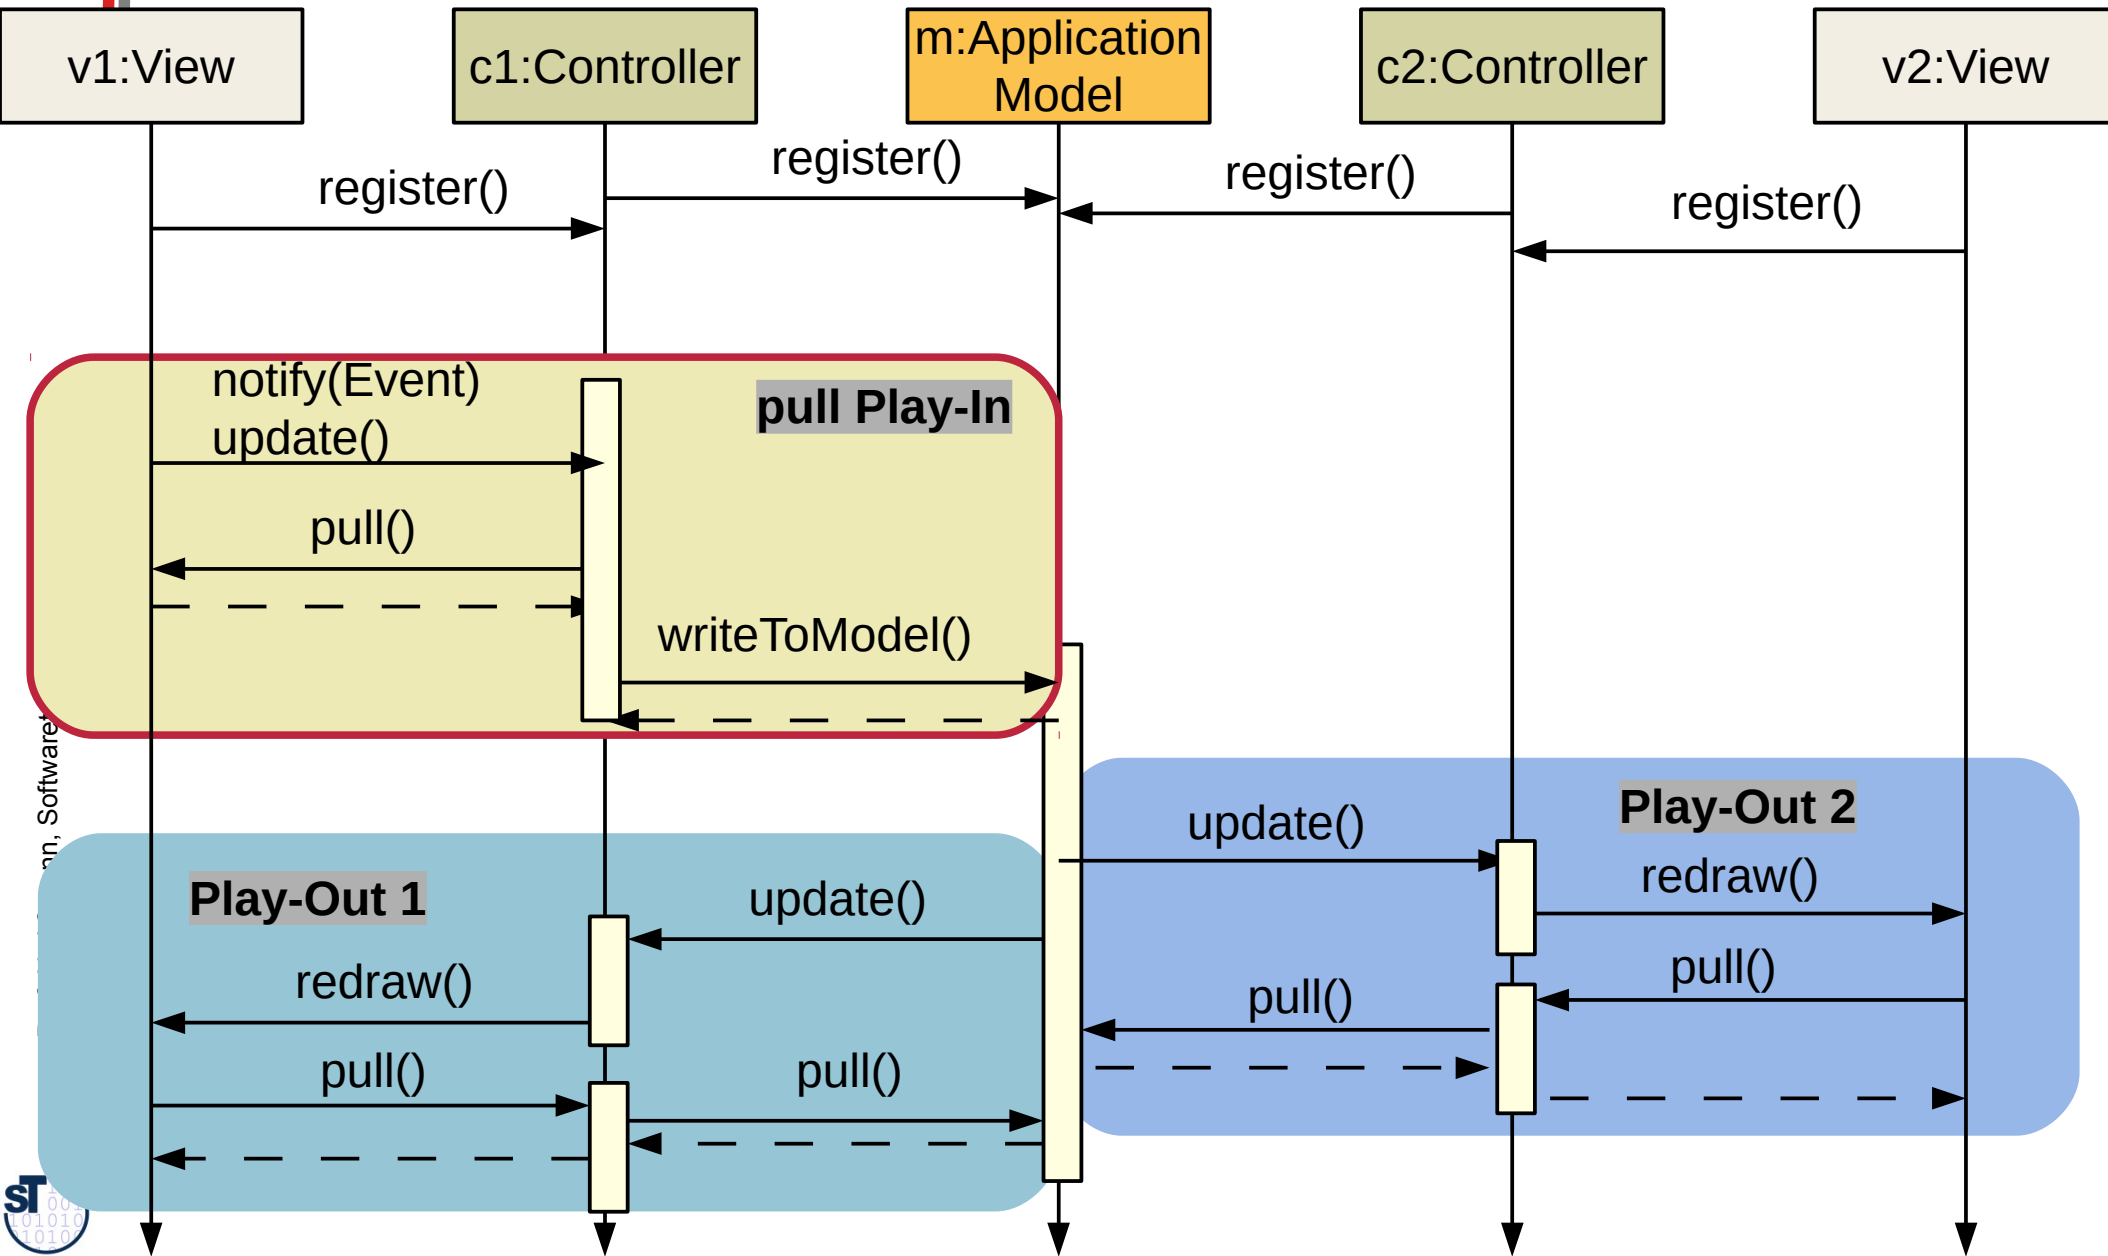 v1:View
c1:Controller
m:Application
Model
c2:Controller
v2:View
register()
register()
register()
register()
notify(Event)
update()
pull Play-In
pull()
writeToModel()
Play-Out 2
update()
redraw()
Play-Out 1
update()
pull()
redraw()
pull()
pull()
pull()
ST